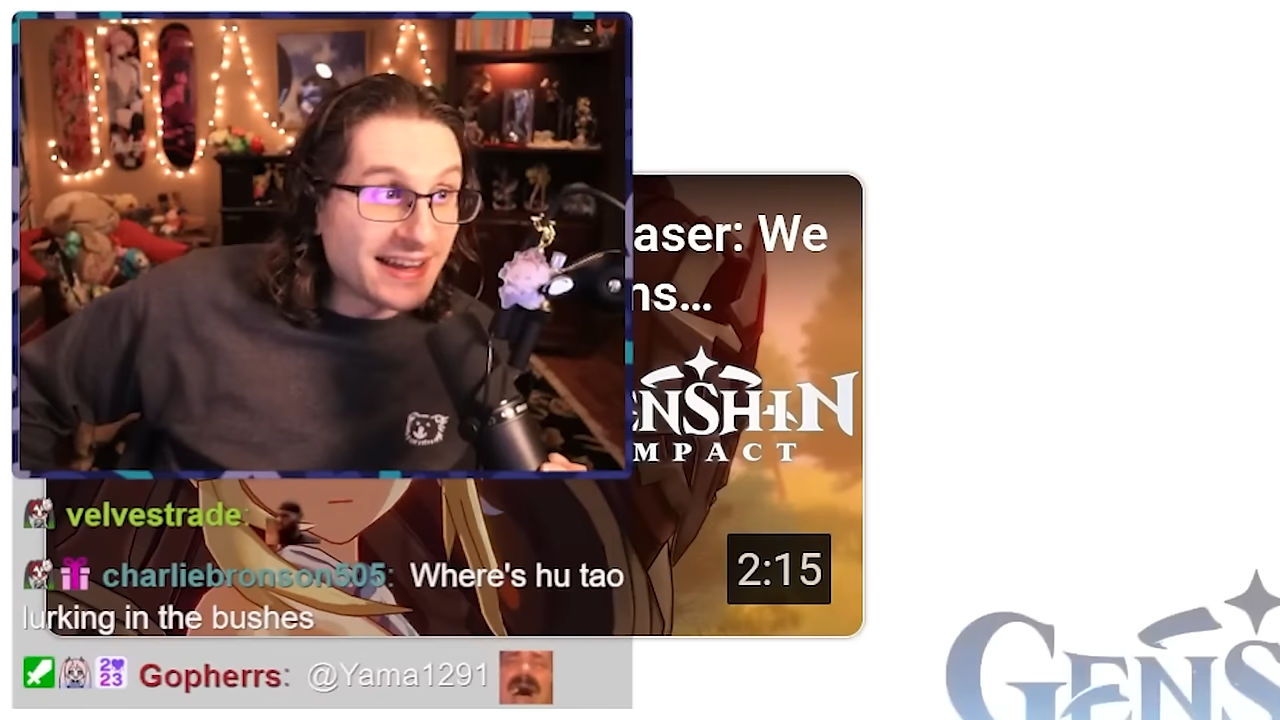 aser: We
ns...
ENSHIN
MPACT
velvestrade:
charliebronson505: Where's hu tao
lurking in the bushes
2:15
2 23
Gopherrs: @Yama1291
GENS